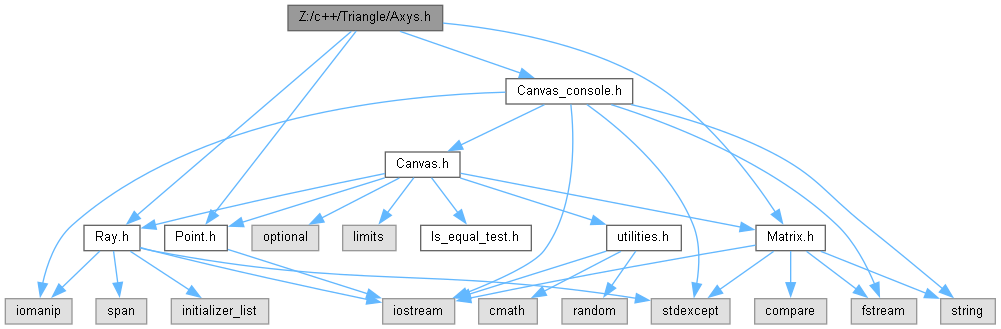 Z:/c++/Triangle/Axys.h
Canvas_console.h
Canvas.h
Ray.h
Point.h
optional
limits
Is_equal_test.h
utilities.h
Matrix.h
iomanip
span
initializer_list
iostream
cmath
random
stdexcept
compare
fstream
string